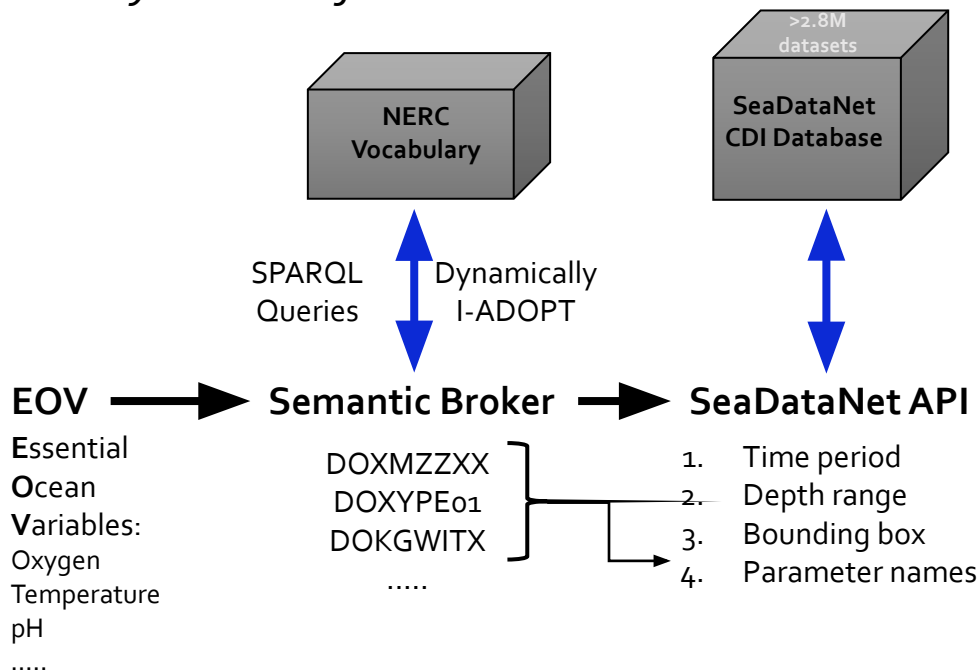 >2.8M
datasets
NERC
Vocabulary
SeaDataNet
CDI Database
SPARQL
Queries
Dynamically
I-ADOPT
EOV
Semantic Broker
SeaDataNet API
Essential
Ocean
Variables:
Oxygen
Temperature
pH
.....
DOXMZZXX
DOXYPE01
DOKGWITX
.....
1. Time period
2. Depth range
3. Bounding box
4. Parameter names